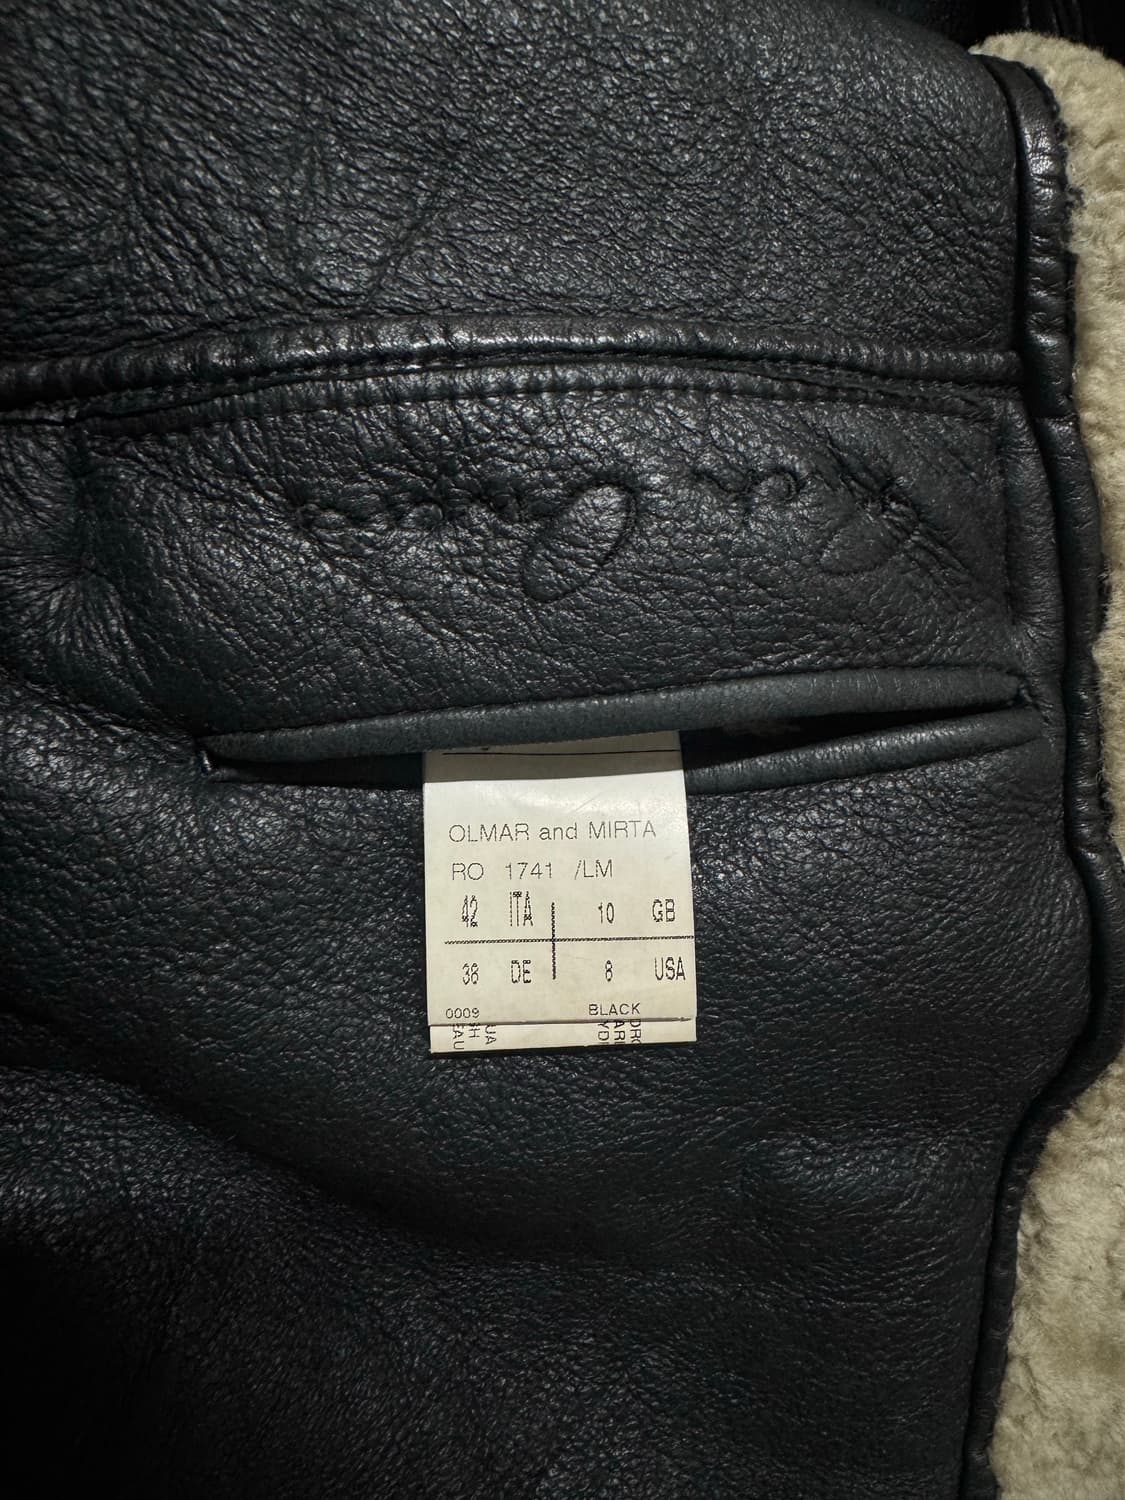 OLMAR and MIRTA
RO 1741 /LM
42 ITA 10 GB
38 DE 8 USA
0009 BLACK